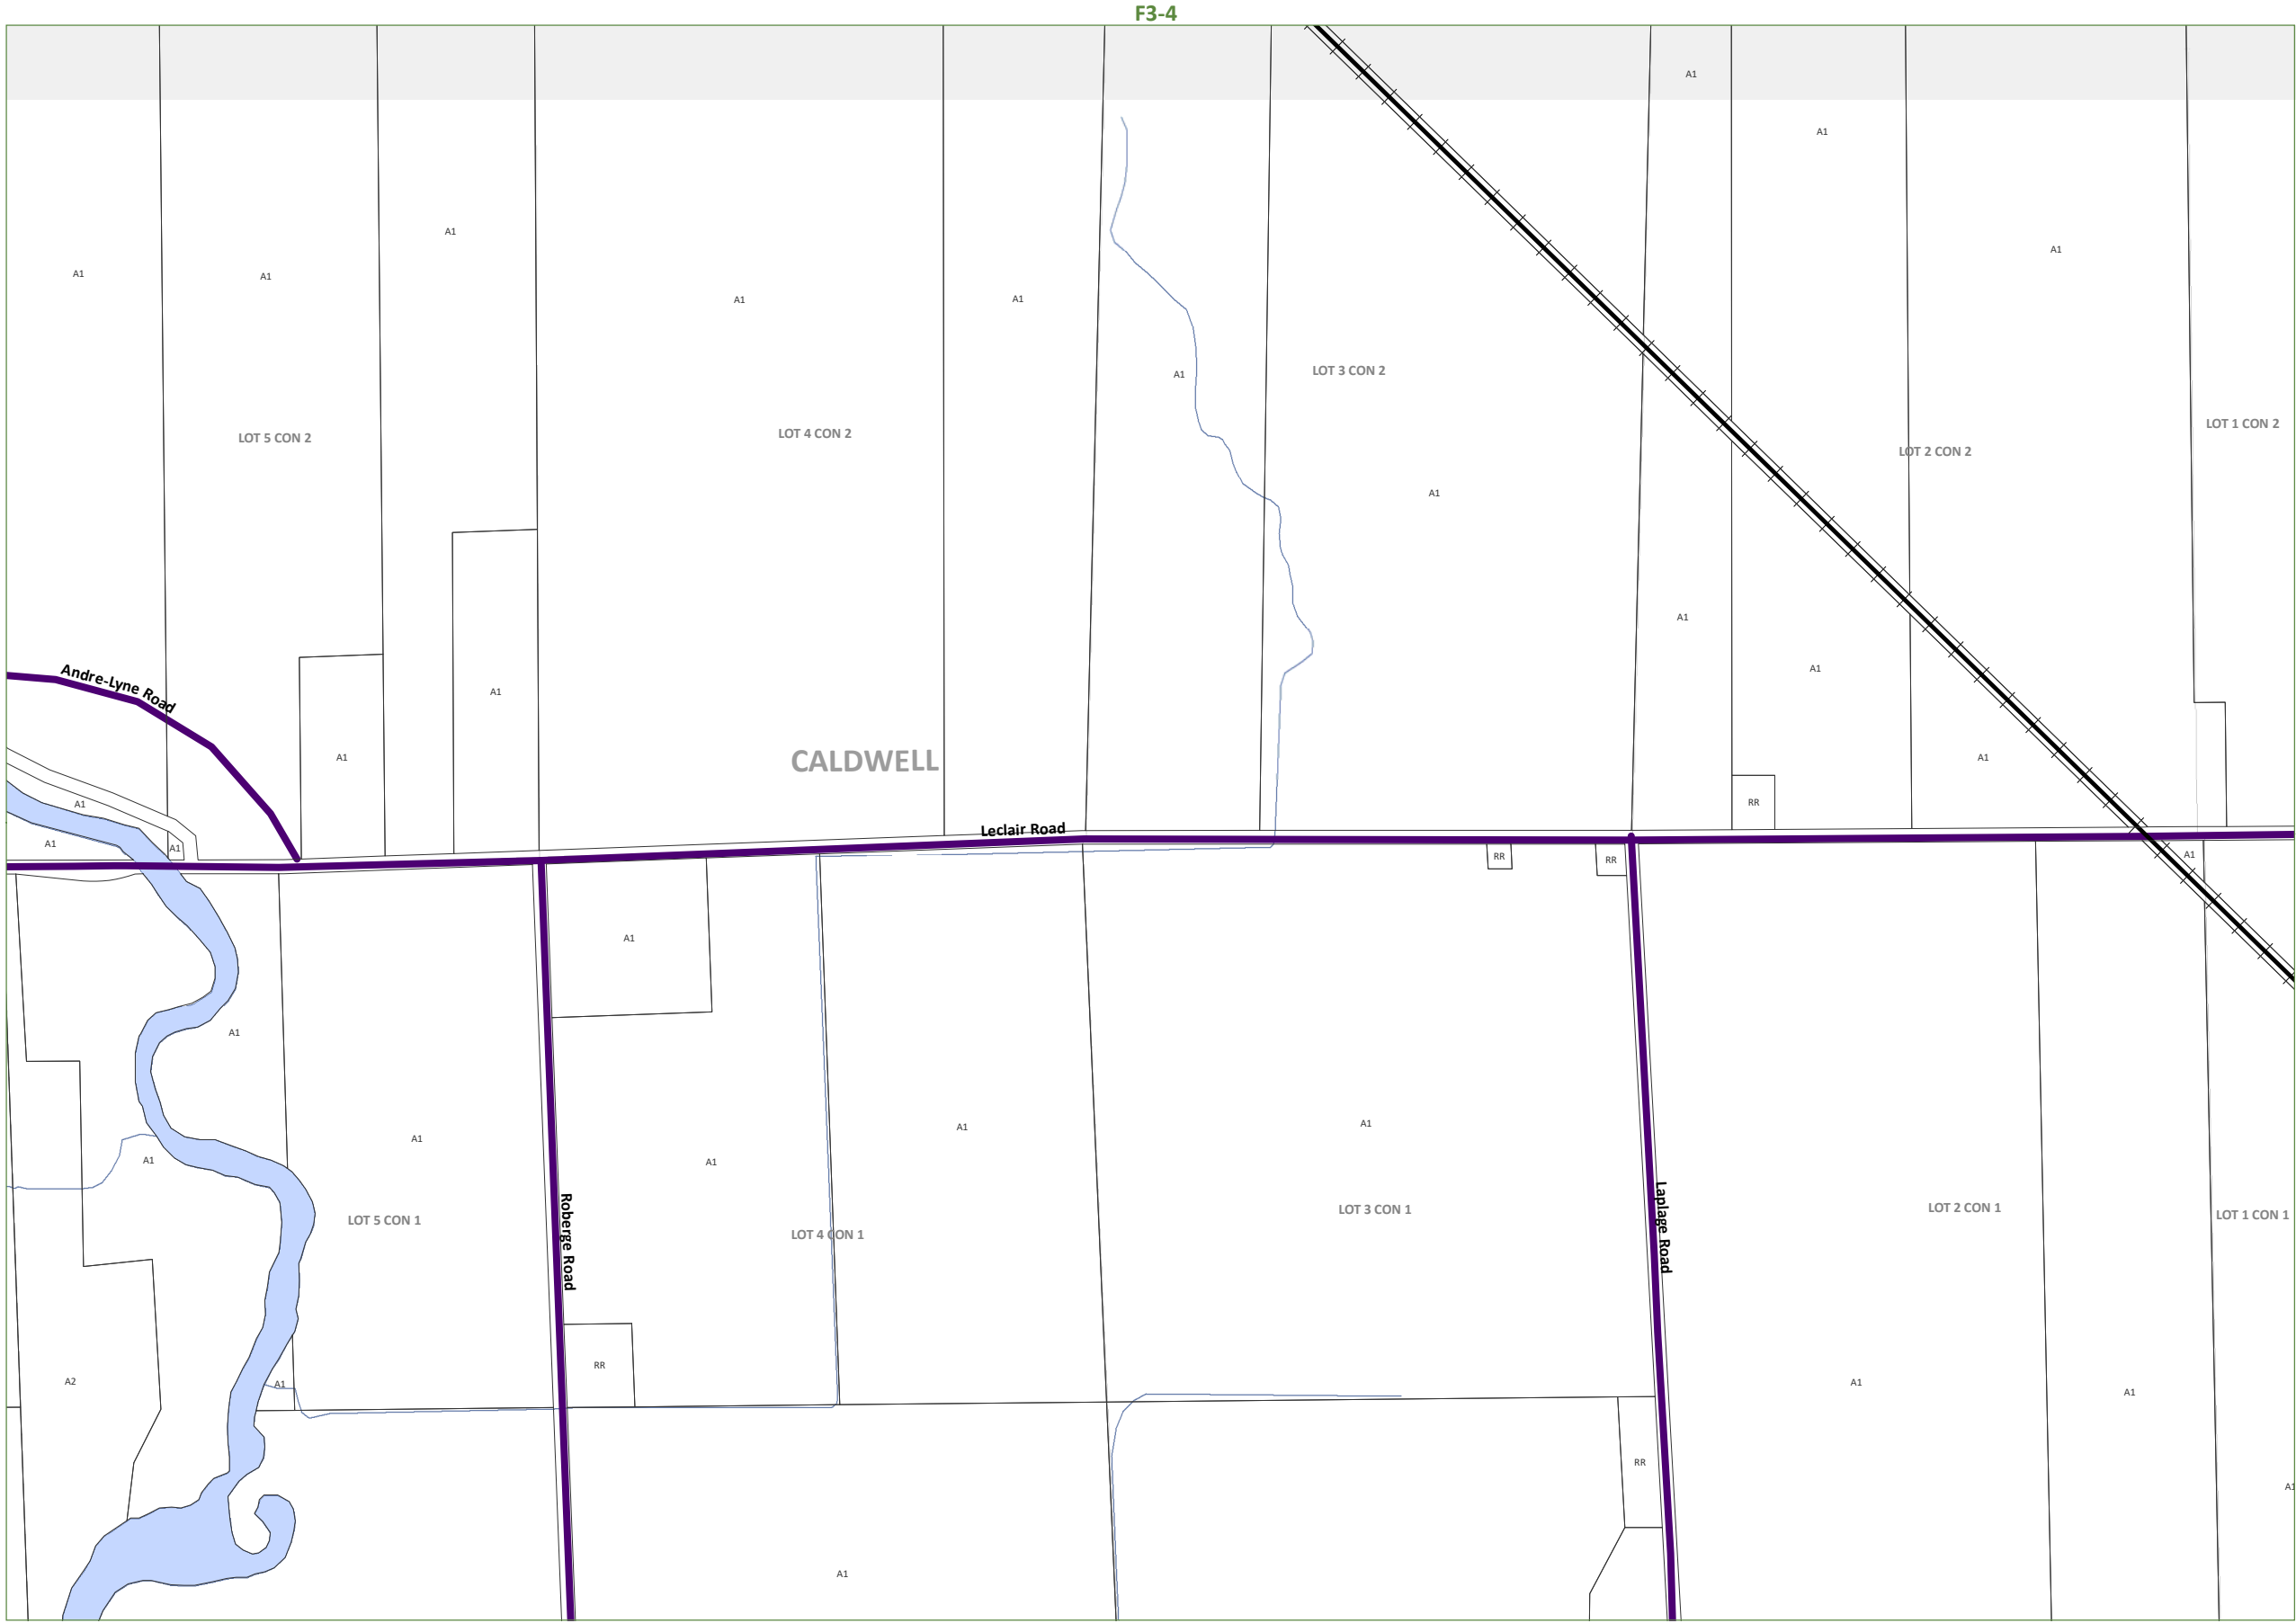 F3-4
A1
A1
A1
A1
A1
A1
A1
A1
A1
LOT 3 CON 2
A1
LOT 1 CON 2
LOT 4 CON 2
LOT 5 CON 2
LOT 2 CON 2
A1
A1
A1
Andre-Lyne Road
A1
A1
A1
CALDWELL
RR
A1
Leclair Road
A1
A1
A1
RR
RR
A1
A1
A1
A1
A1
A1
A1
A1
LOT 5 CON 1
Roberge Road
LOT 4 CON 1
LOT 3 CON 1
Laplage Road
LOT 2 CON 1
LOT 1 CON 1
RR
A2
A1
A1
A1
RR
A1
A1